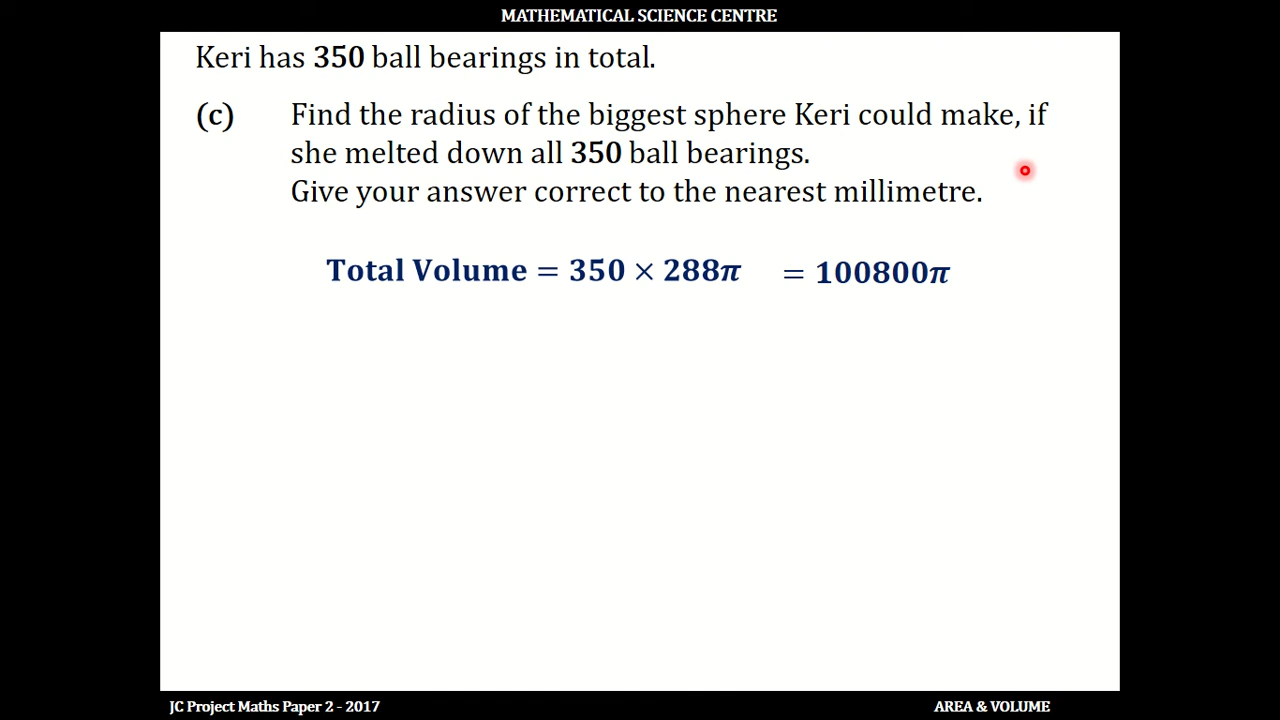 MATHEMATICAL SCIENCE CENTRE
Keri has 350 ball bearings in total.
(c) Find the radius of the biggest sphere Keri could make, if
she melted down all 350 ball bearings.
Give your answer correct to the nearest millimetre.
Total Volume = 350 × 288π = 100800π
JC Project Maths Paper 2 - 2017 AREA & VOLUME